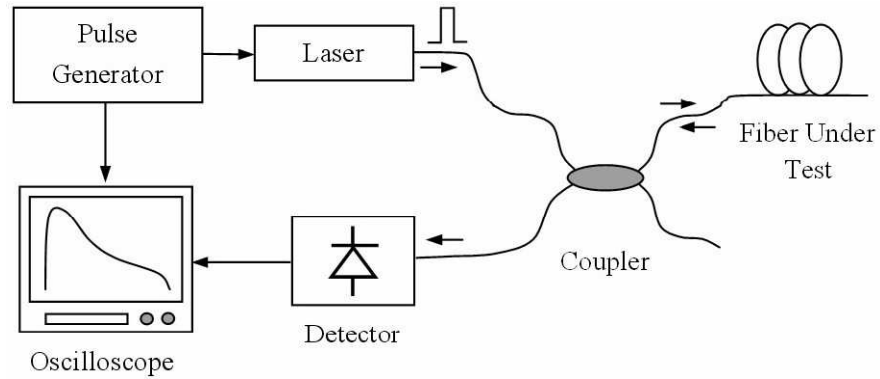 Pulse
Generator
Laser
Fiber Under
Test
Coupler
Detector
Oscilloscope